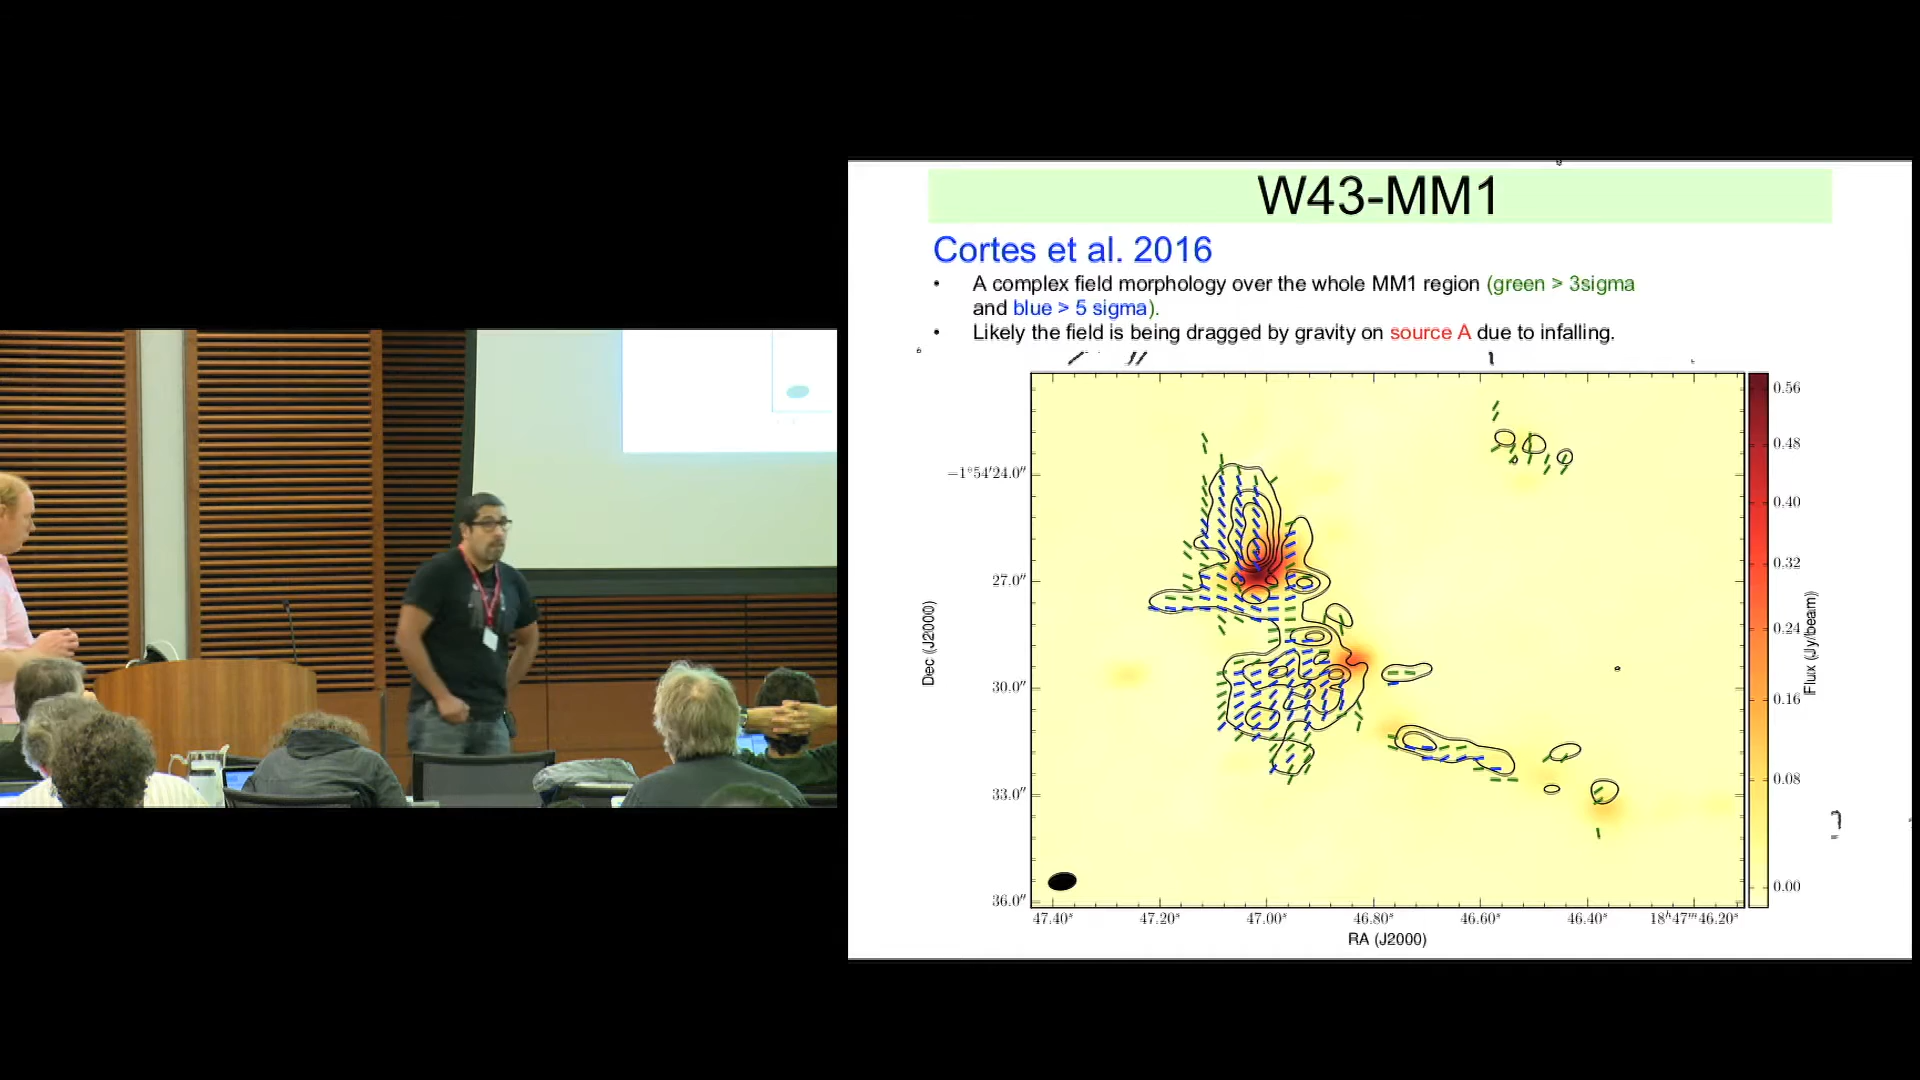 W43-MM1
Cortes et al. 2016
• A complex field morphology over the whole MM1 region (green > 3sigma
and blue > 5 sigma).
• Likely the field is being dragged by gravity on source A due to infalling.
−1°54′24.0″
27.0″
30.0″
33.0″
36.0″
Dec (J2000)
47.40ˢ 47.20ˢ 47.00ˢ 46.80ˢ 46.60ˢ 46.40ˢ 18ʰ47ᵐ46.20ˢ
RA (J2000)
0.56
0.48
0.40
0.32
0.24
0.16
0.08
0.00
Flux (Jy/beam)